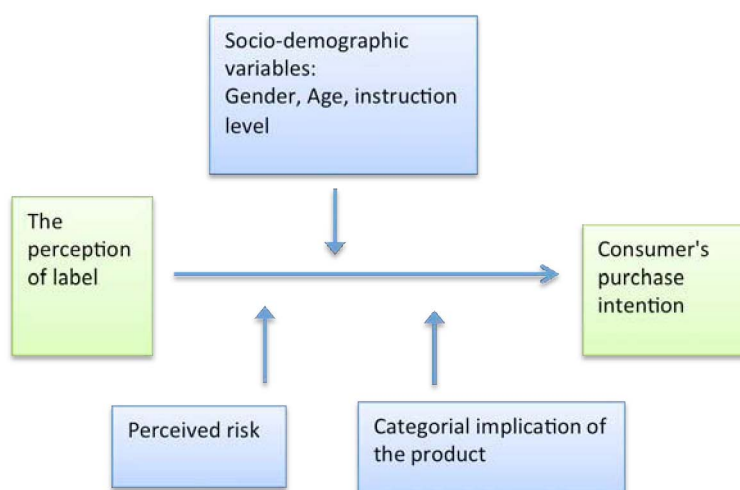 Socio-demographic
variables:
Gender, Age, instruction
level
The
perception
of label
Consumer's
purchase
intention
Perceived risk
Categorial implication of
the product